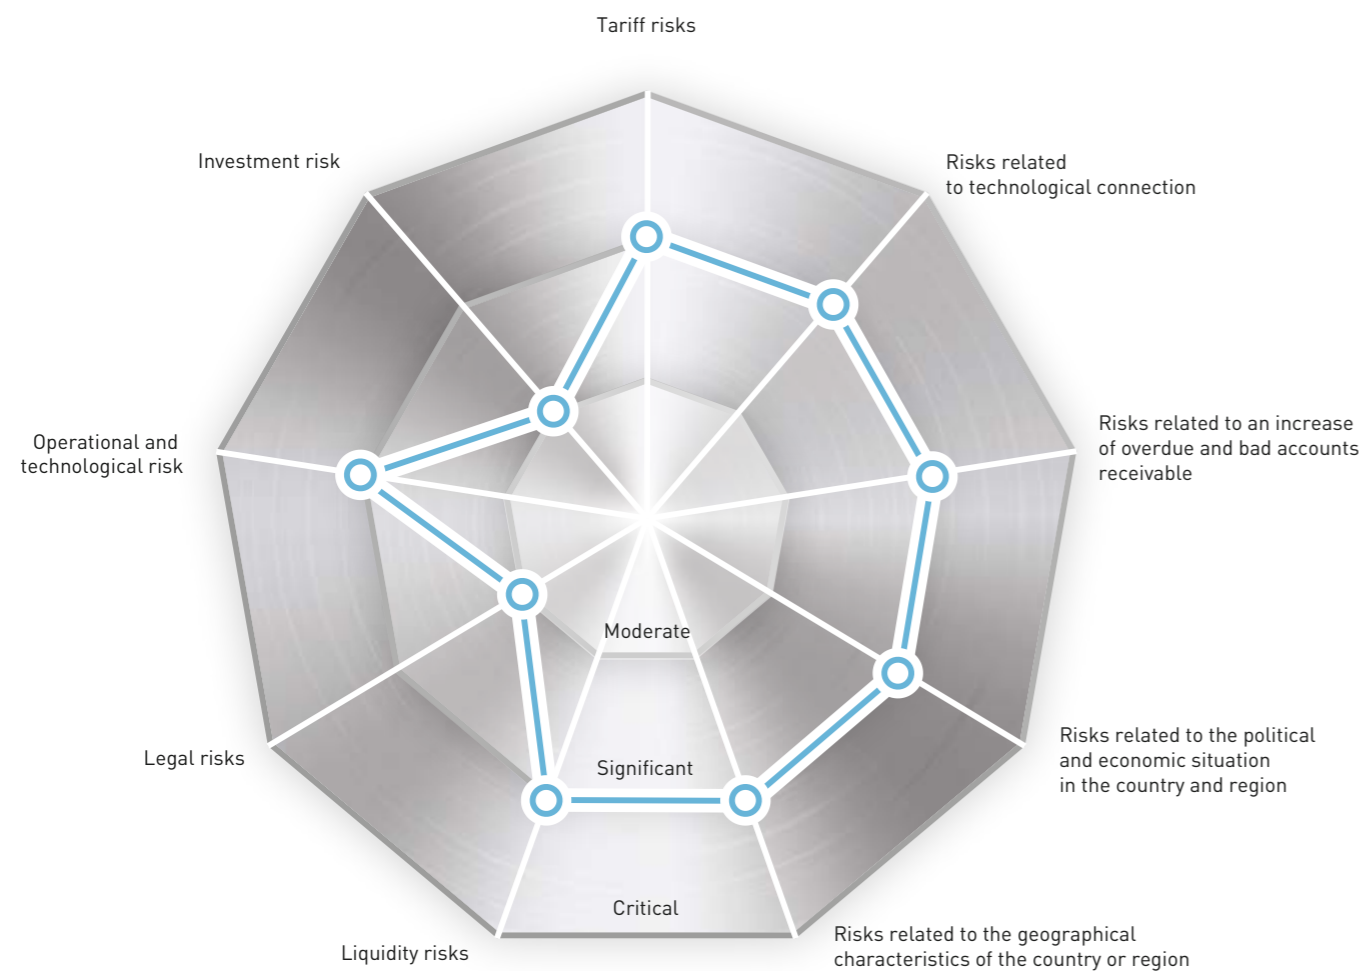 Tariff risks
Investment risk
Risks related
to technological connection
Operational and
technological risk
Risks related to an increase
of overdue and bad accounts
receivable
Moderate
Legal risks
Significant
Risks related to the political
and economic situation
in the country and region
Critical
Liquidity risks
Risks related to the geographical
characteristics of the country or region